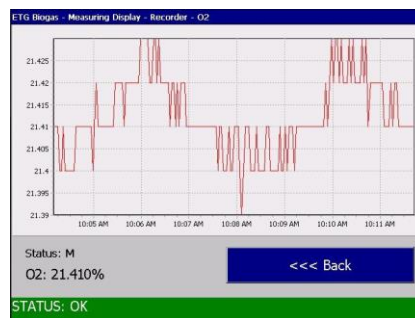 ETG Biogas - Measuring Display - Recorder - O2
21.425
21.42
21.415
21.41
21.405
21.4
21.395
21.39
10:05 AM 10:06 AM 10:07 AM 10:08 AM 10:09 AM 10:10 AM 10:11 AM
Status: M
O2: 21.410%
<<< Back
STATUS: OK